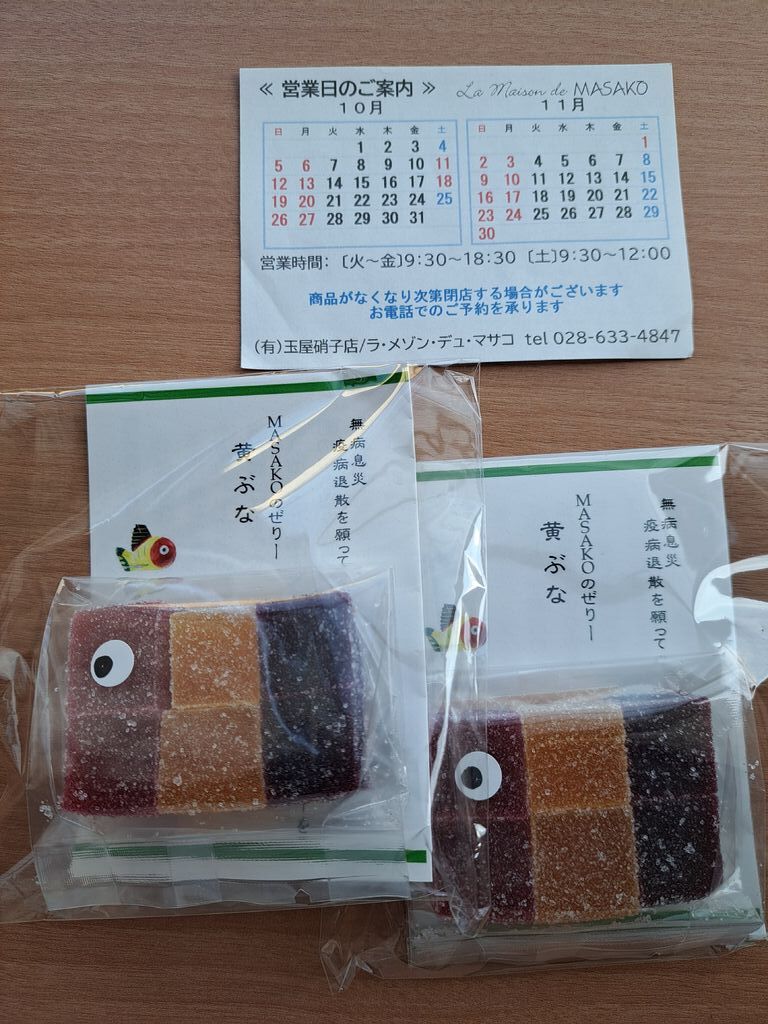 ≪ 営業日のご案内 ≫ La Maison de MASAKO
10月
日 月 火 水 木 金 土
1 2 3 4
5 6 7 8 9 10 11
12 13 14 15 16 17 18
19 20 21 22 23 24 25
26 27 28 29 30 31
11月
日 月 火 水 木 金 土
1
2 3 4 5 6 7 8
9 10 11 12 13 14 15
16 17 18 19 20 21 22
23 24 25 26 27 28 29
30
営業時間: 〔火～金〕9:30～18:30 〔土〕9:30～12:00
商品がなくなり次第閉店する場合がございます
お電話でのご予約を承ります
(有)玉屋硝子店/ラ・メゾン・デュ・マサコ tel 028-633-4847
無病息災
疫病退散を願って
MASAKOのぜりー
黄ぶな
無病息災
疫病退散を願って
MASAKOのぜりー
黄ぶな